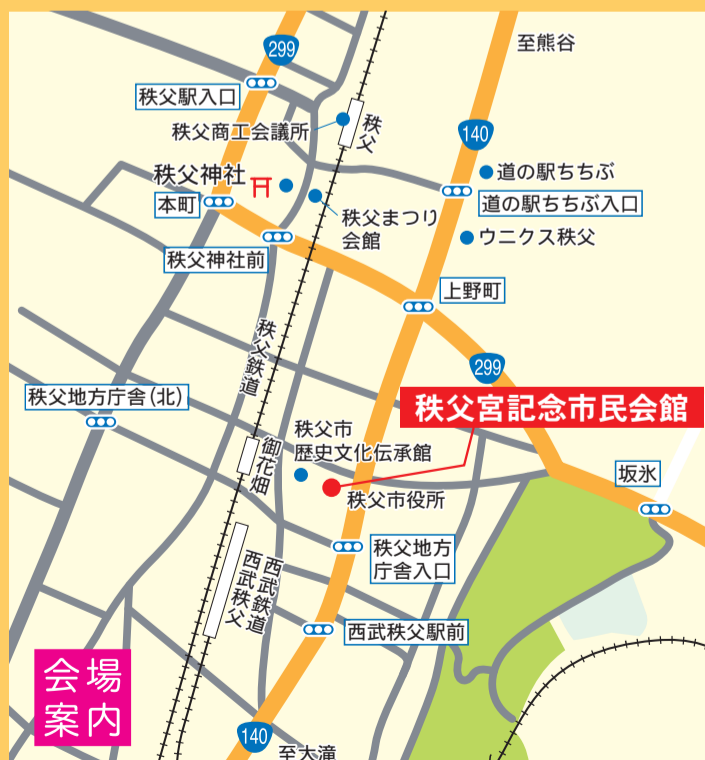 299
至熊谷
秩父駅入口
秩父商工会議所
秩父
140
秩父神社
道の駅ちちぶ
本町
道の駅ちちぶ入口
秩父まつり
会館
ウニクス秩父
秩父神社前
上野町
秩父鉄道
299
秩父地方庁舎(北)
秩父宮記念市民会館
秩父市
歴史文化伝承館
御花畑
坂氷
秩父市役所
秩父地方
庁舎入口
西武鉄道
西武秩父
西武秩父駅前
会場
案内
140
至大滝